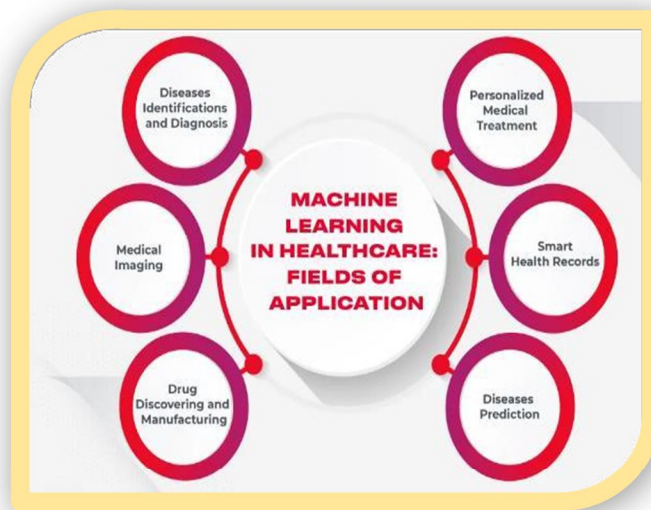 Diseases
Identifications
and Diagnosis
Medical
Imaging
Drug
Discovering and
Manufacturing
MACHINE
LEARNING
IN HEALTHCARE:
FIELDS OF
APPLICATION
Personalized
Medical
Treatment
Smart
Health Records
Diseases
Prediction